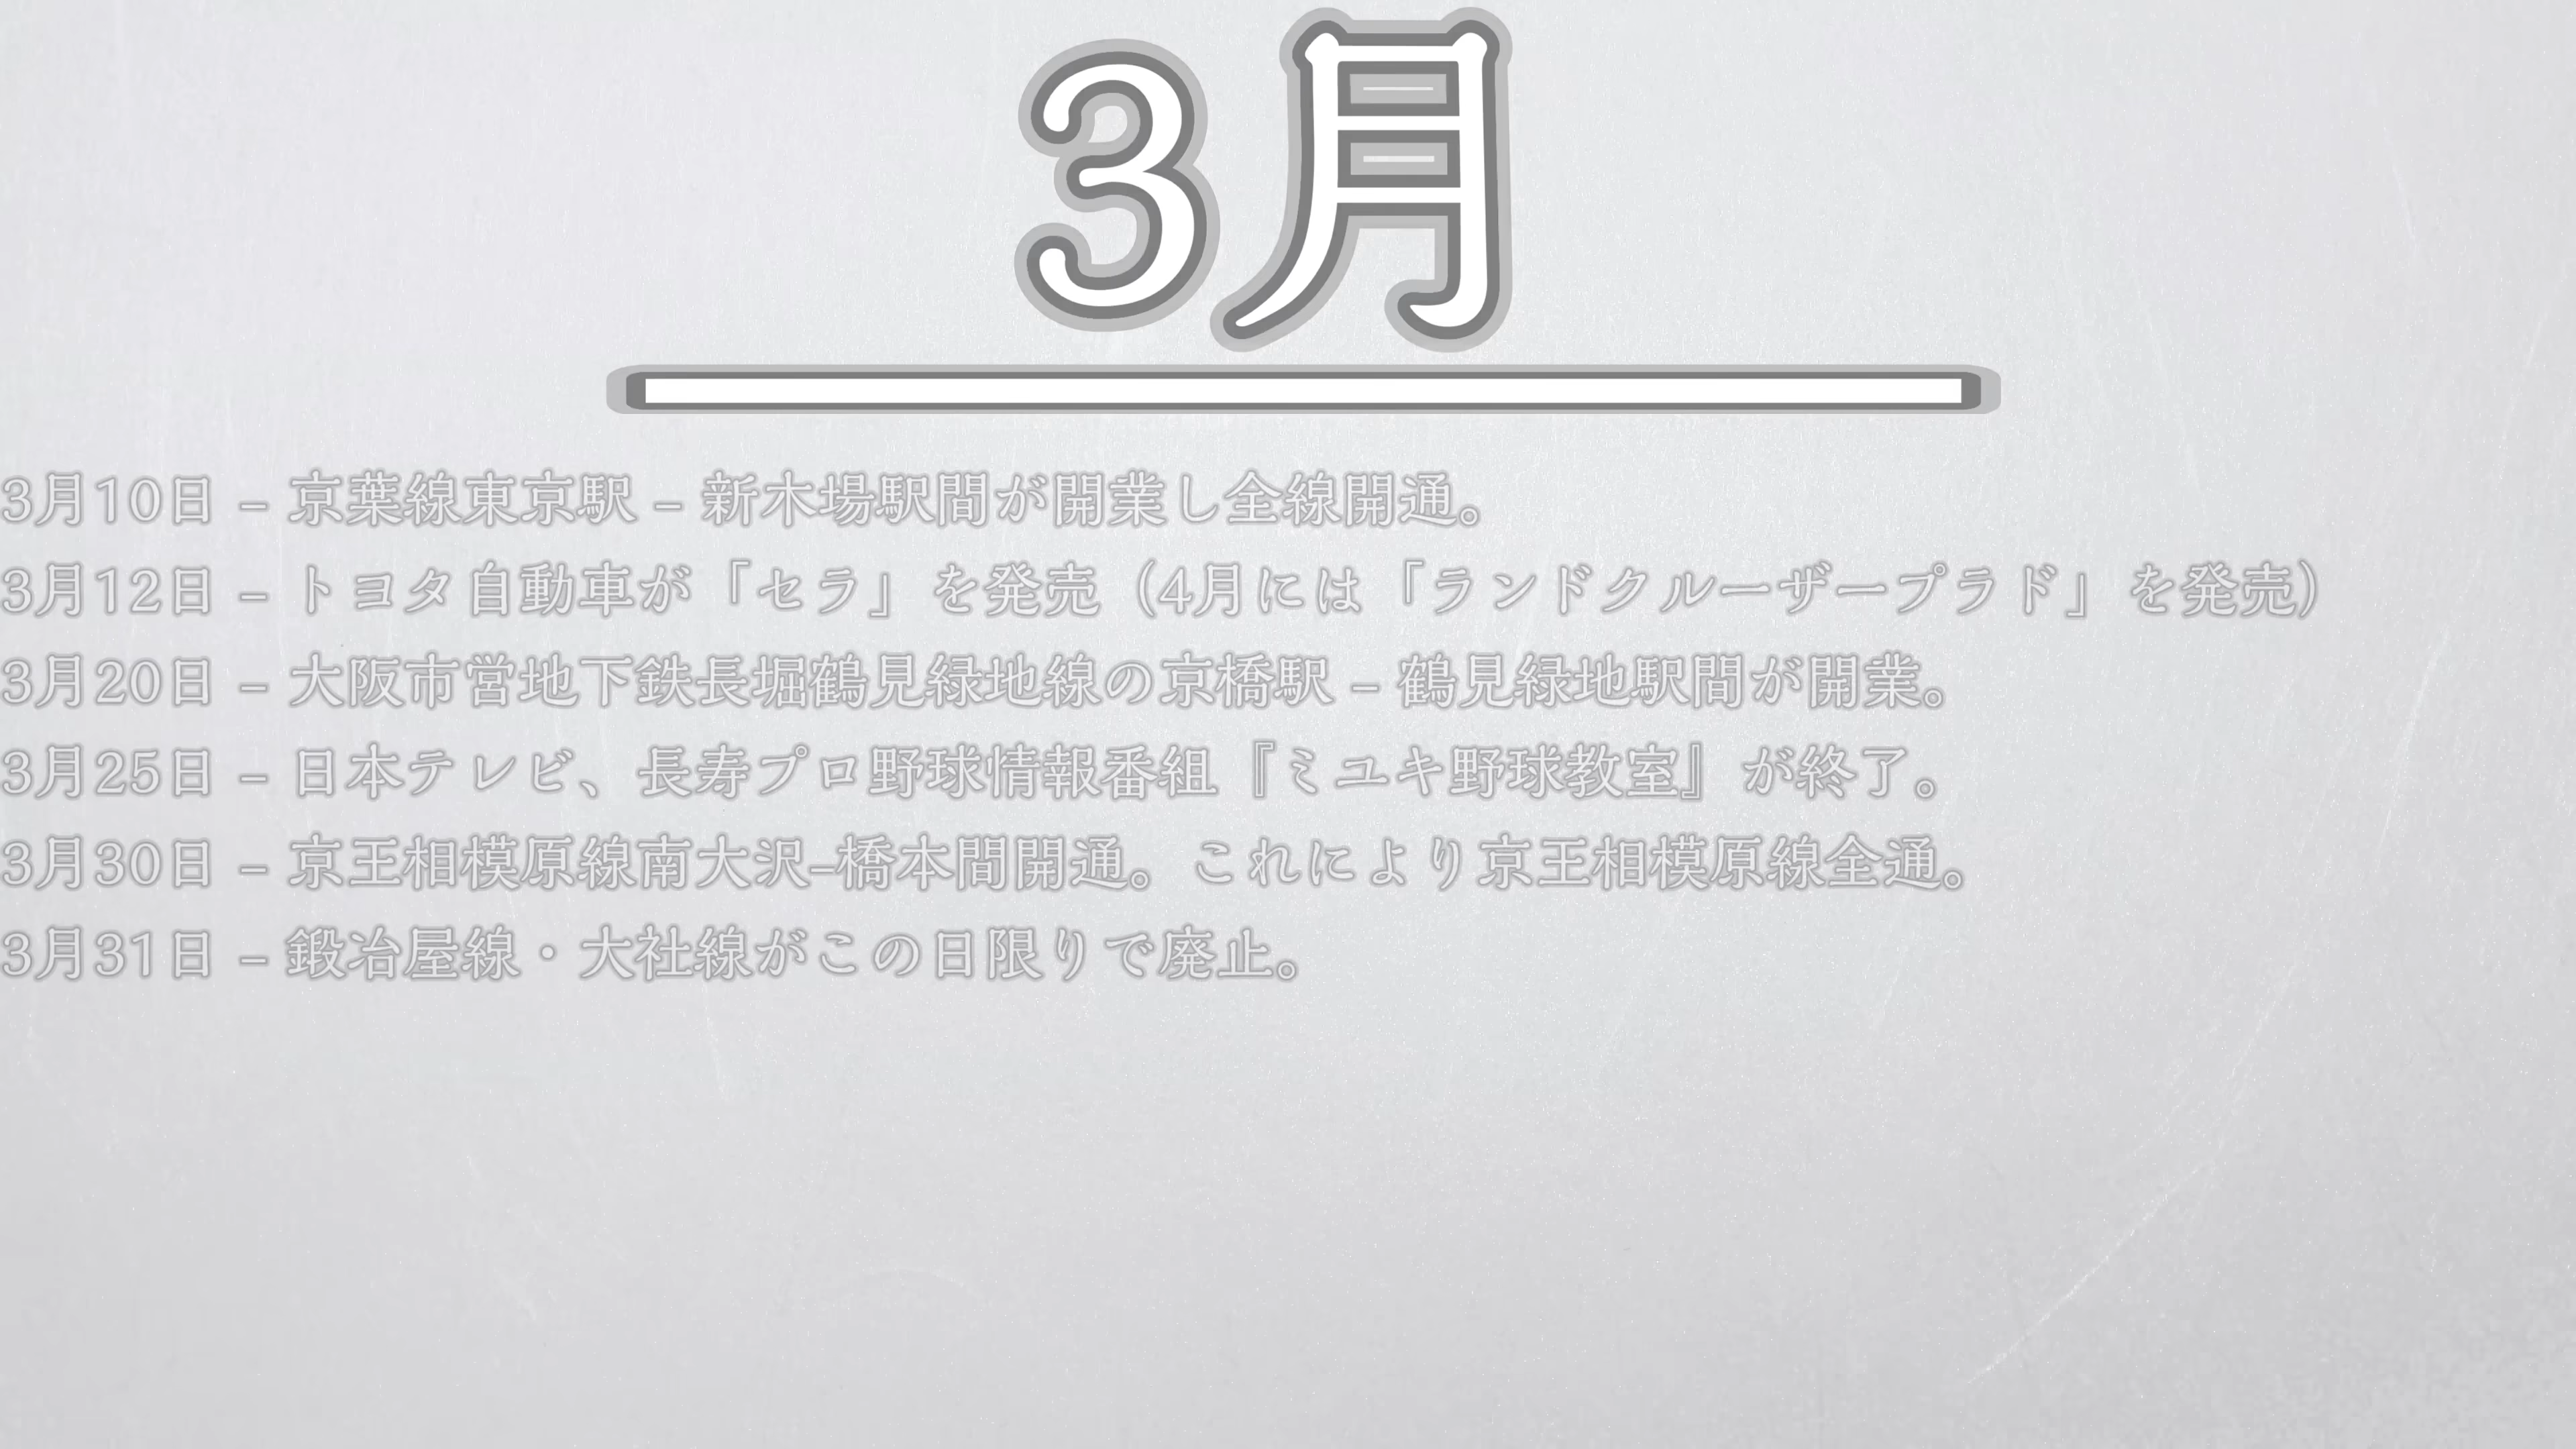 3月
3月10日 – 京葉線東京駅 – 新木場駅間が開業し全線開通。
3月12日 – トヨタ自動車が「セラ」を発売（4月には「ランドクルーザープラド」を発売）
3月20日 – 大阪市営地下鉄長堀鶴見緑地線の京橋駅 – 鶴見緑地駅間が開業。
3月25日 – 日本テレビ、長寿プロ野球情報番組『ミユキ野球教室』が終了。
3月30日 – 京王相模原線南大沢–橋本間開通。これにより京王相模原線全通。
3月31日 – 鍛冶屋線・大社線がこの日限りで廃止。